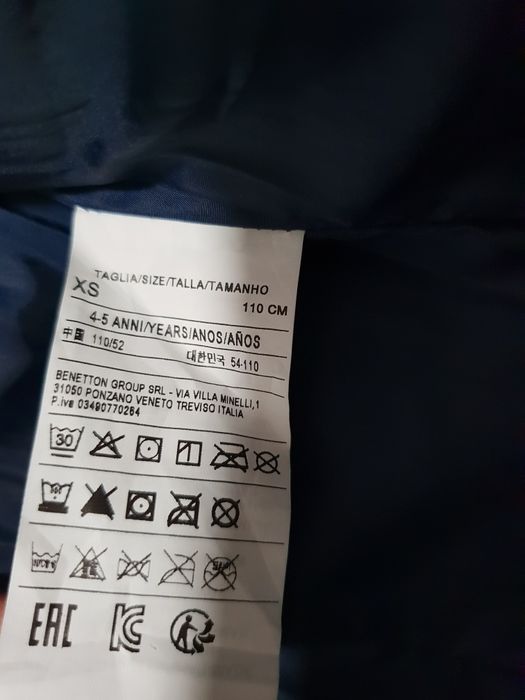 TAGLIA/SIZE/TALLA/TAMANHO
XS 110 CM
4-5 ANNI/YEARS/ANOS/AÑOS
中国 110/52 대한민국 54-110
BENETTON GROUP SRL - VIA VILLA MINELLI,1
31050 PONZANO VENETO TREVISO ITALIA
P.iva 03490770264
30
EAC KC